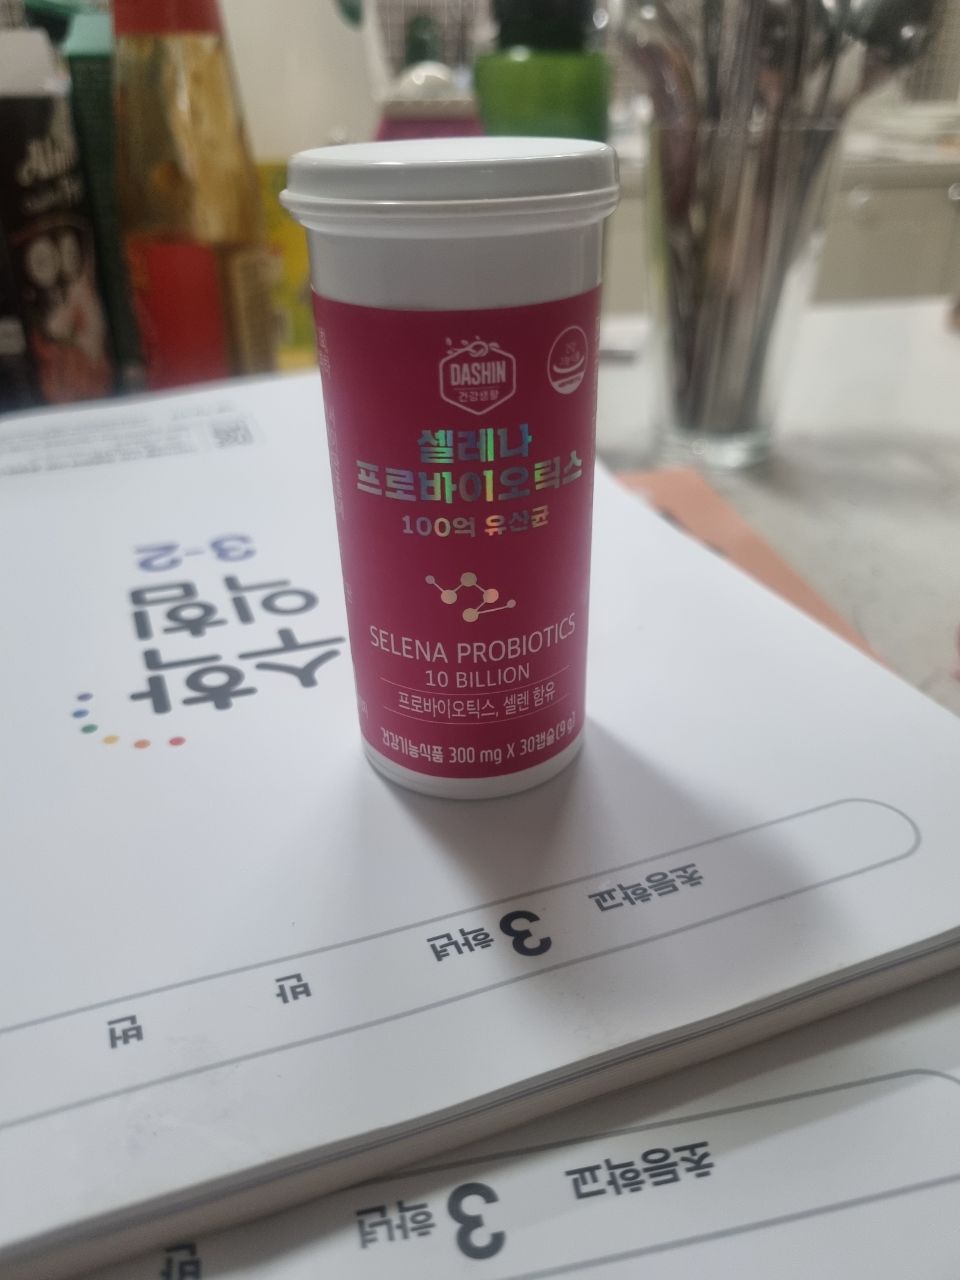 DASHIN
건강생활
셀레나
프로바이오틱스
100억 유산균
SELENA PROBIOTICS
10 BILLION
프로바이오틱스, 셀렌 함유
건강기능식품 300 mg X 30캡슐(9 g)
수학
익힘
3-2
초등학교
3 학년
반
번
초등학교
3 학년
반